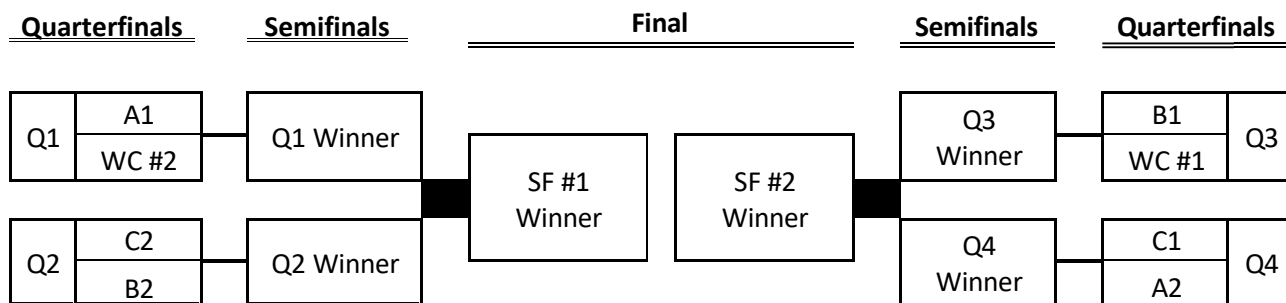 Quarterfinals Semifinals Final Semifinals Quarterfinals
Q1
A1
WC #2
Q1 Winner
Q2
C2
B2
Q2 Winner
SF #1
Winner
SF #2
Winner
Q3
Winner
B1
WC #1
Q3
Q4
Winner
C1
A2
Q4